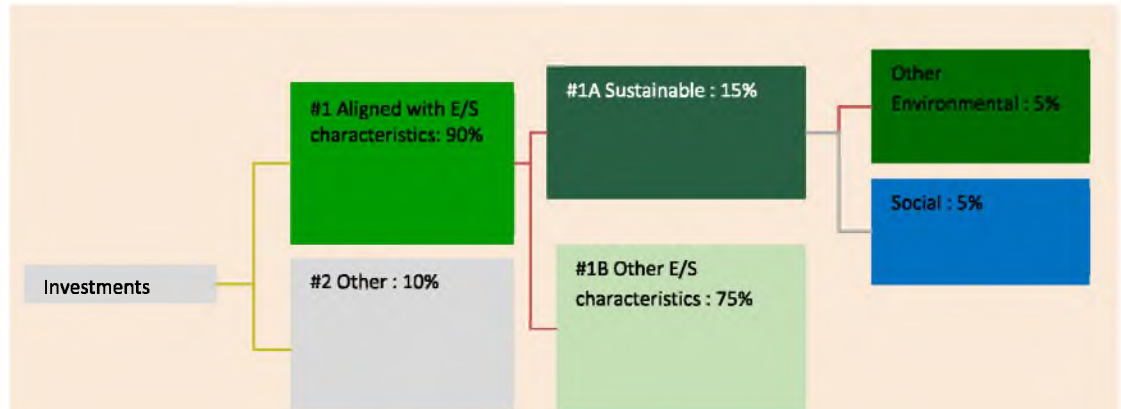 Investments
#1 Aligned with E/S
characteristics: 90%
#2 Other : 10%
#1A Sustainable : 15%
#1B Other E/S
characteristics : 75%
Other
Environmental : 5%
Social : 5%